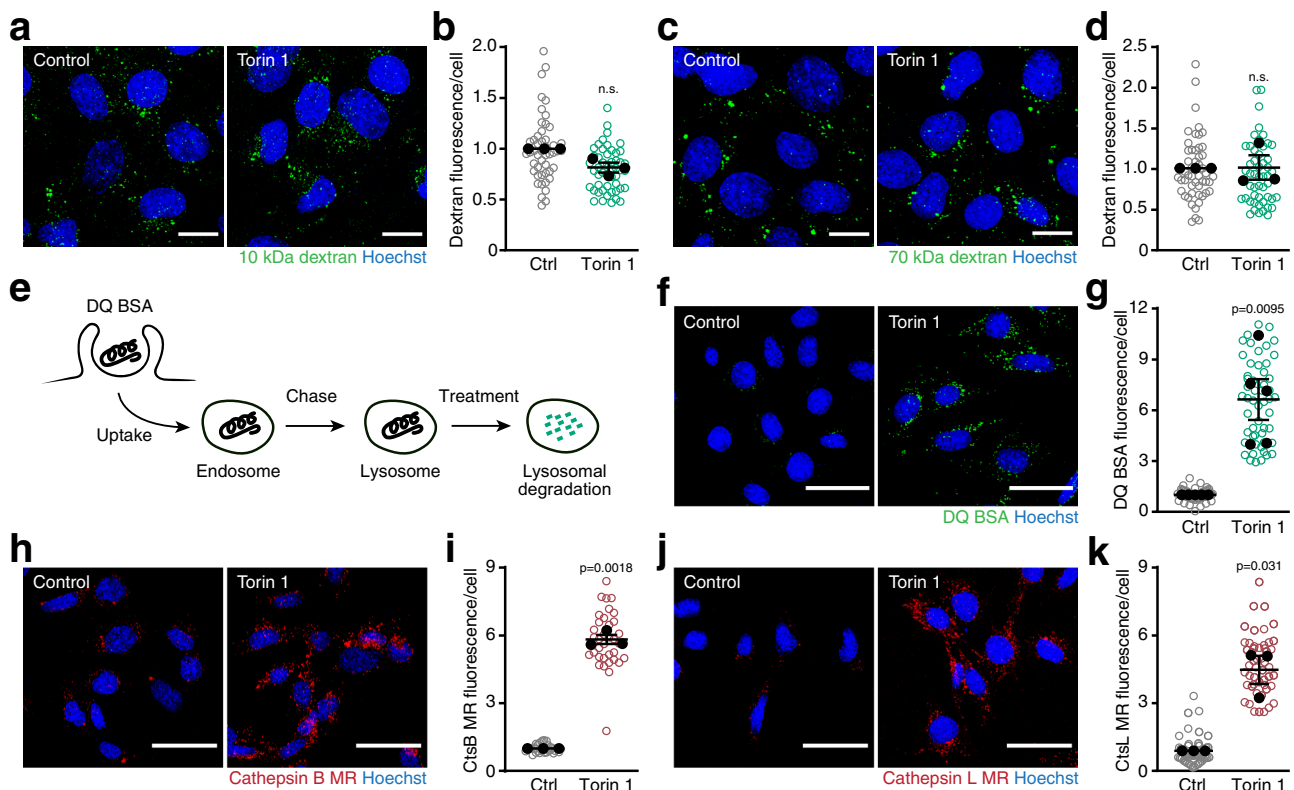 a
Control
Torin 1
10 kDa dextran Hoechst
b
Dextran fluorescence/cell
2.0
1.5
1.0
0.5
0
n.s.
Ctrl Torin 1
c
Control
Torin 1
70 kDa dextran Hoechst
d
Dextran fluorescence/cell
2.5
2.0
1.5
1.0
0.5
0
n.s.
Ctrl Torin 1
e
DQ BSA
Uptake
Chase
Treatment
Endosome
Lysosome
Lysosomal
degradation
f
Control
Torin 1
DQ BSA Hoechst
g
DQ BSA fluorescence/cell
12
9
6
3
0
p=0.0095
Ctrl Torin 1
h
Control
Torin 1
Cathepsin B MR Hoechst
i
CtsB MR fluorescence/cell
9
6
3
0
p=0.0018
Ctrl Torin 1
j
Control
Torin 1
Cathepsin L MR Hoechst
k
CtsL MR fluorescence/cell
9
6
3
0
p=0.031
Ctrl Torin 1